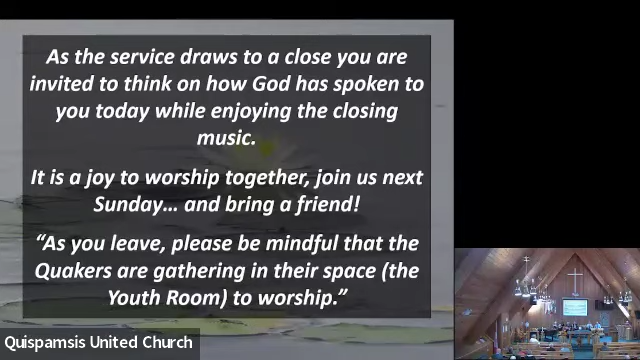 As the service draws to a close you are
invited to think on how God has spoken to
you today while enjoying the closing
music.
It is a joy to worship together, join us next
Sunday... and bring a friend!
“As you leave, please be mindful that the
Quakers are gathering in their space (the
Youth Room) to worship.”
Quispamsis United Church